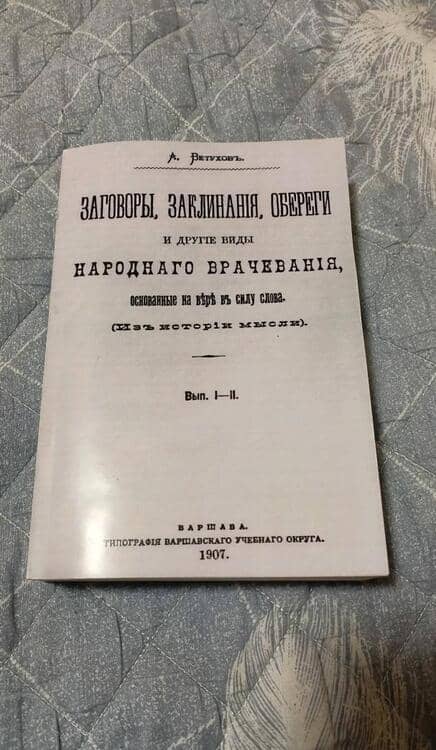 А. Ветуховъ.
ЗАГОВОРЫ, ЗАКЛИНАНІЯ, ОБЕРЕГИ
И ДРУГІЕ ВИДЫ
НАРОДНАГО ВРАЧЕВАНІЯ,
основанные на вѣрѣ въ силу слова.
(Изъ исторіи мысли).
Вып. I—II.
ВАРШАВА.
ТИПОГРАФІЯ ВАРШАВСКАГО УЧЕБНАГО ОКРУГА.
1907.